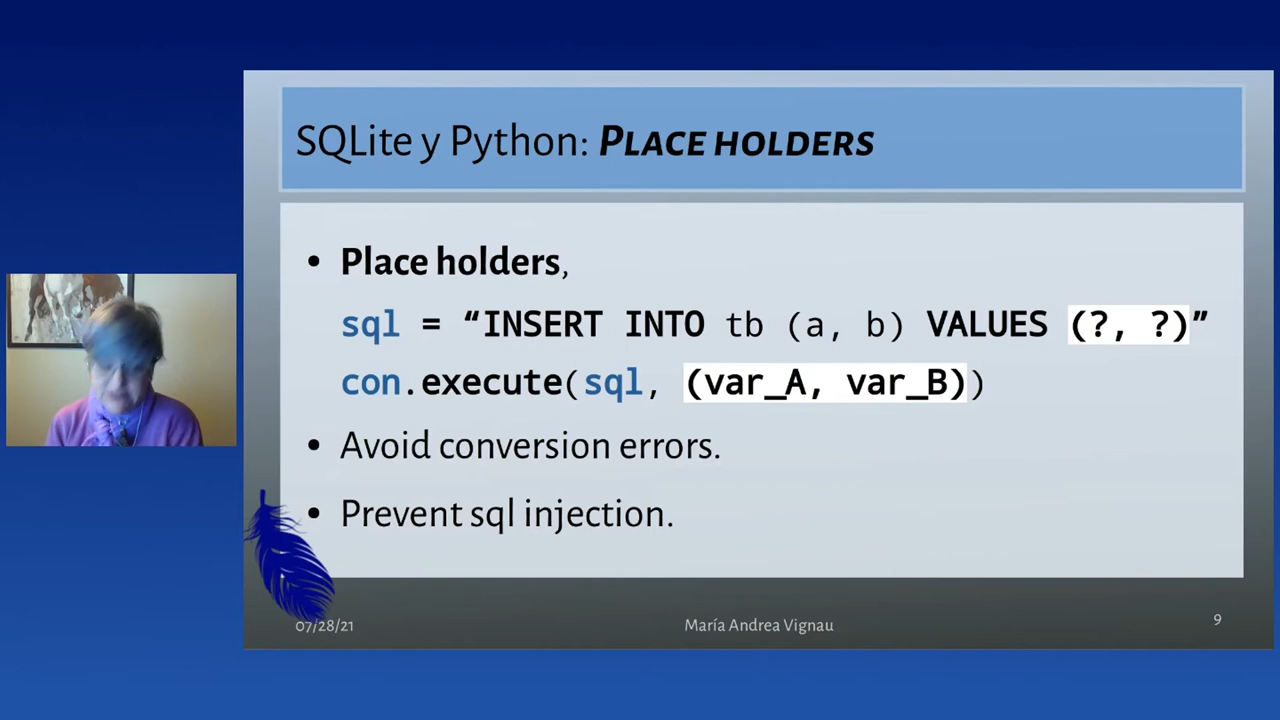 SQLite y Python: PLACE HOLDERS
• Place holders,
sql = “INSERT INTO tb (a, b) VALUES (?, ?)”
con.execute(sql, (var_A, var_B))
• Avoid conversion errors.
• Prevent sql injection.
07/28/21
María Andrea Vignau
9